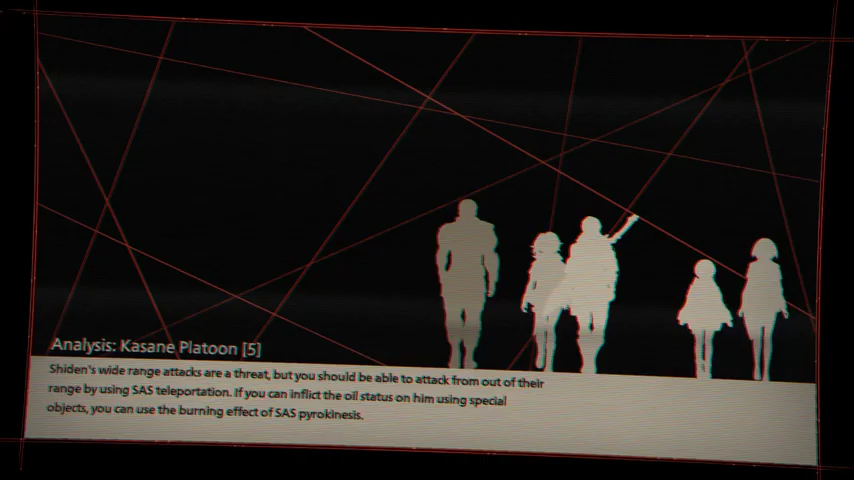 Analysis: Kasane Platoon [5]
Shiden's wide range attacks are a threat, but you should be able to attack from out of their
range by using SAS teleportation. If you can inflict the oil status on him using special
objects, you can use the burning effect of SAS pyrokinesis.